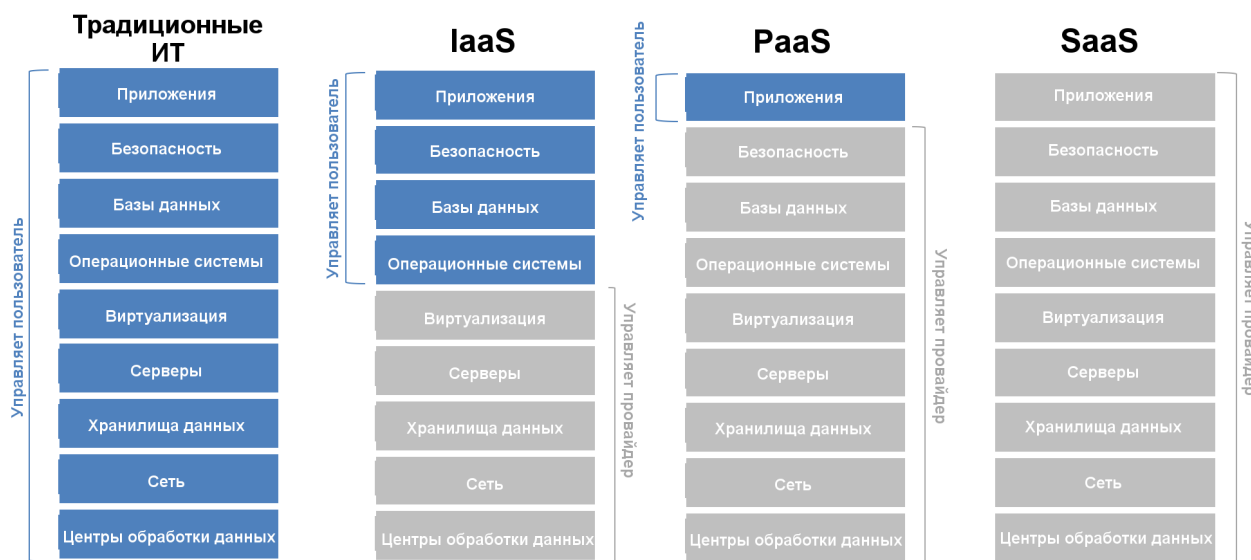 Традиционные
ИТ
Управляет пользователь
Приложения
Безопасность
Базы данных
Операционные системы
Виртуализация
Серверы
Хранилища данных
Сеть
Центры обработки данных
IaaS
Управляет пользователь
Приложения
Безопасность
Базы данных
Операционные системы
Виртуализация
Серверы
Хранилища данных
Сеть
Центры обработки данных
Управляет провайдер
PaaS
Управляет пользователь
Приложения
Безопасность
Базы данных
Операционные системы
Виртуализация
Серверы
Хранилища данных
Сеть
Центры обработки данных
Управляет провайдер
SaaS
Приложения
Безопасность
Базы данных
Операционные системы
Виртуализация
Серверы
Хранилища данных
Сеть
Центры обработки данных
Управляет провайдер